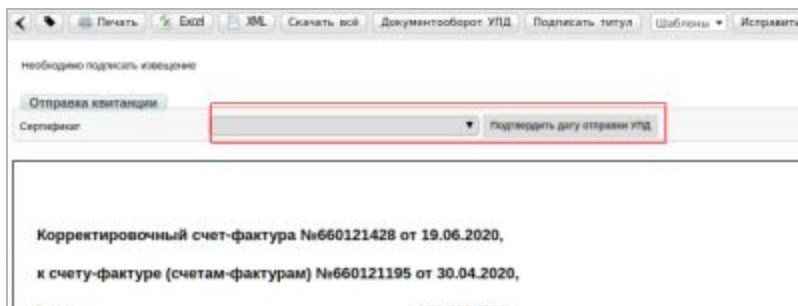 Печать Excel XML Скачать всё Документооборот УПД Подписать титул Шаблоны Исправить
Необходимо подписать извещение
Отправка квитанции
Сертификат Подтвердить дату отправки УПД
Корректировочный счет-фактура №660121428 от 19.06.2020,
к счету-фактуре (счетам-фактурам) №660121195 от 30.04.2020,